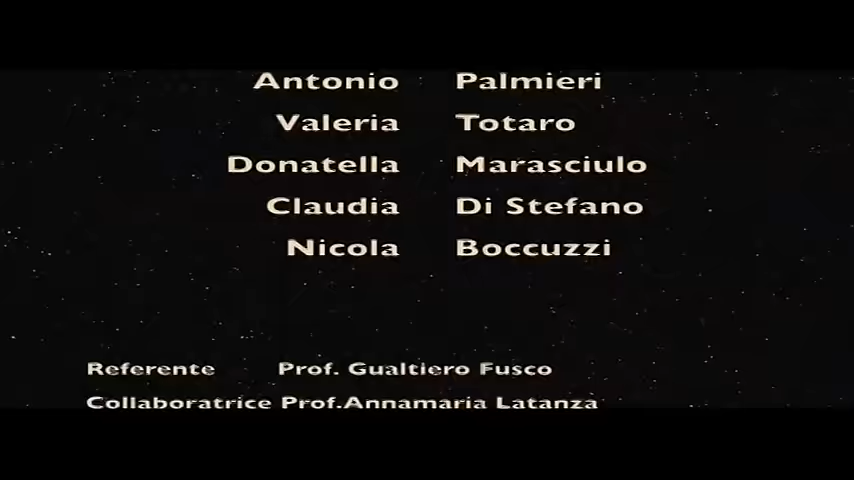 Antonio Palmieri
Valeria Totaro
Donatella Marasciulo
Claudia Di Stefano
Nicola Boccuzzi
Referente Prof. Gualtiero Fusco
Collaboratrice Prof.Annamaria Latanza